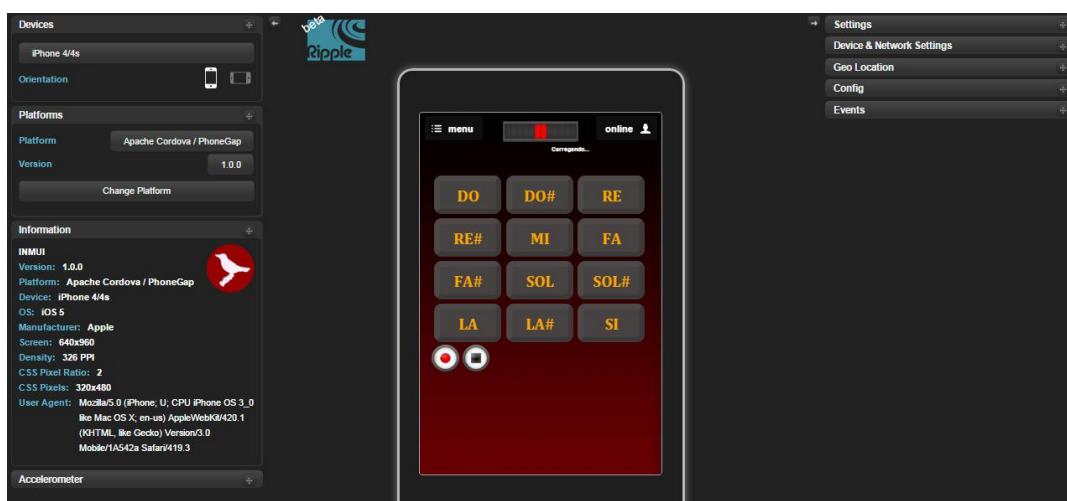 Devices
iPhone 4/4s
Orientation
Platforms
Platform Apache Cordova / PhoneGap
Version 1.0.0
Change Platform
Information
INMUI
Version: 1.0.0
Platform: Apache Cordova / PhoneGap
Device: iPhone 4/4s
OS: iOS 5
Manufacturer: Apple
Screen: 640x960
Density: 326 PPI
CSS Pixel Ratio: 2
CSS Pixels: 320x480
User Agent: Mozilla/5.0 (iPhone; U; CPU iPhone OS 3_0
like Mac OS X; en-us) AppleWebKit/420.1
(KHTML, like Gecko) Version/3.0
Mobile/1A542a Safari/419.3
Accelerometer
beta
Ripple
menu online
Carregando...
DO DO# RE
RE# MI FA
FA# SOL SOL#
LA LA# SI
Settings
Device & Network Settings
Geo Location
Config
Events